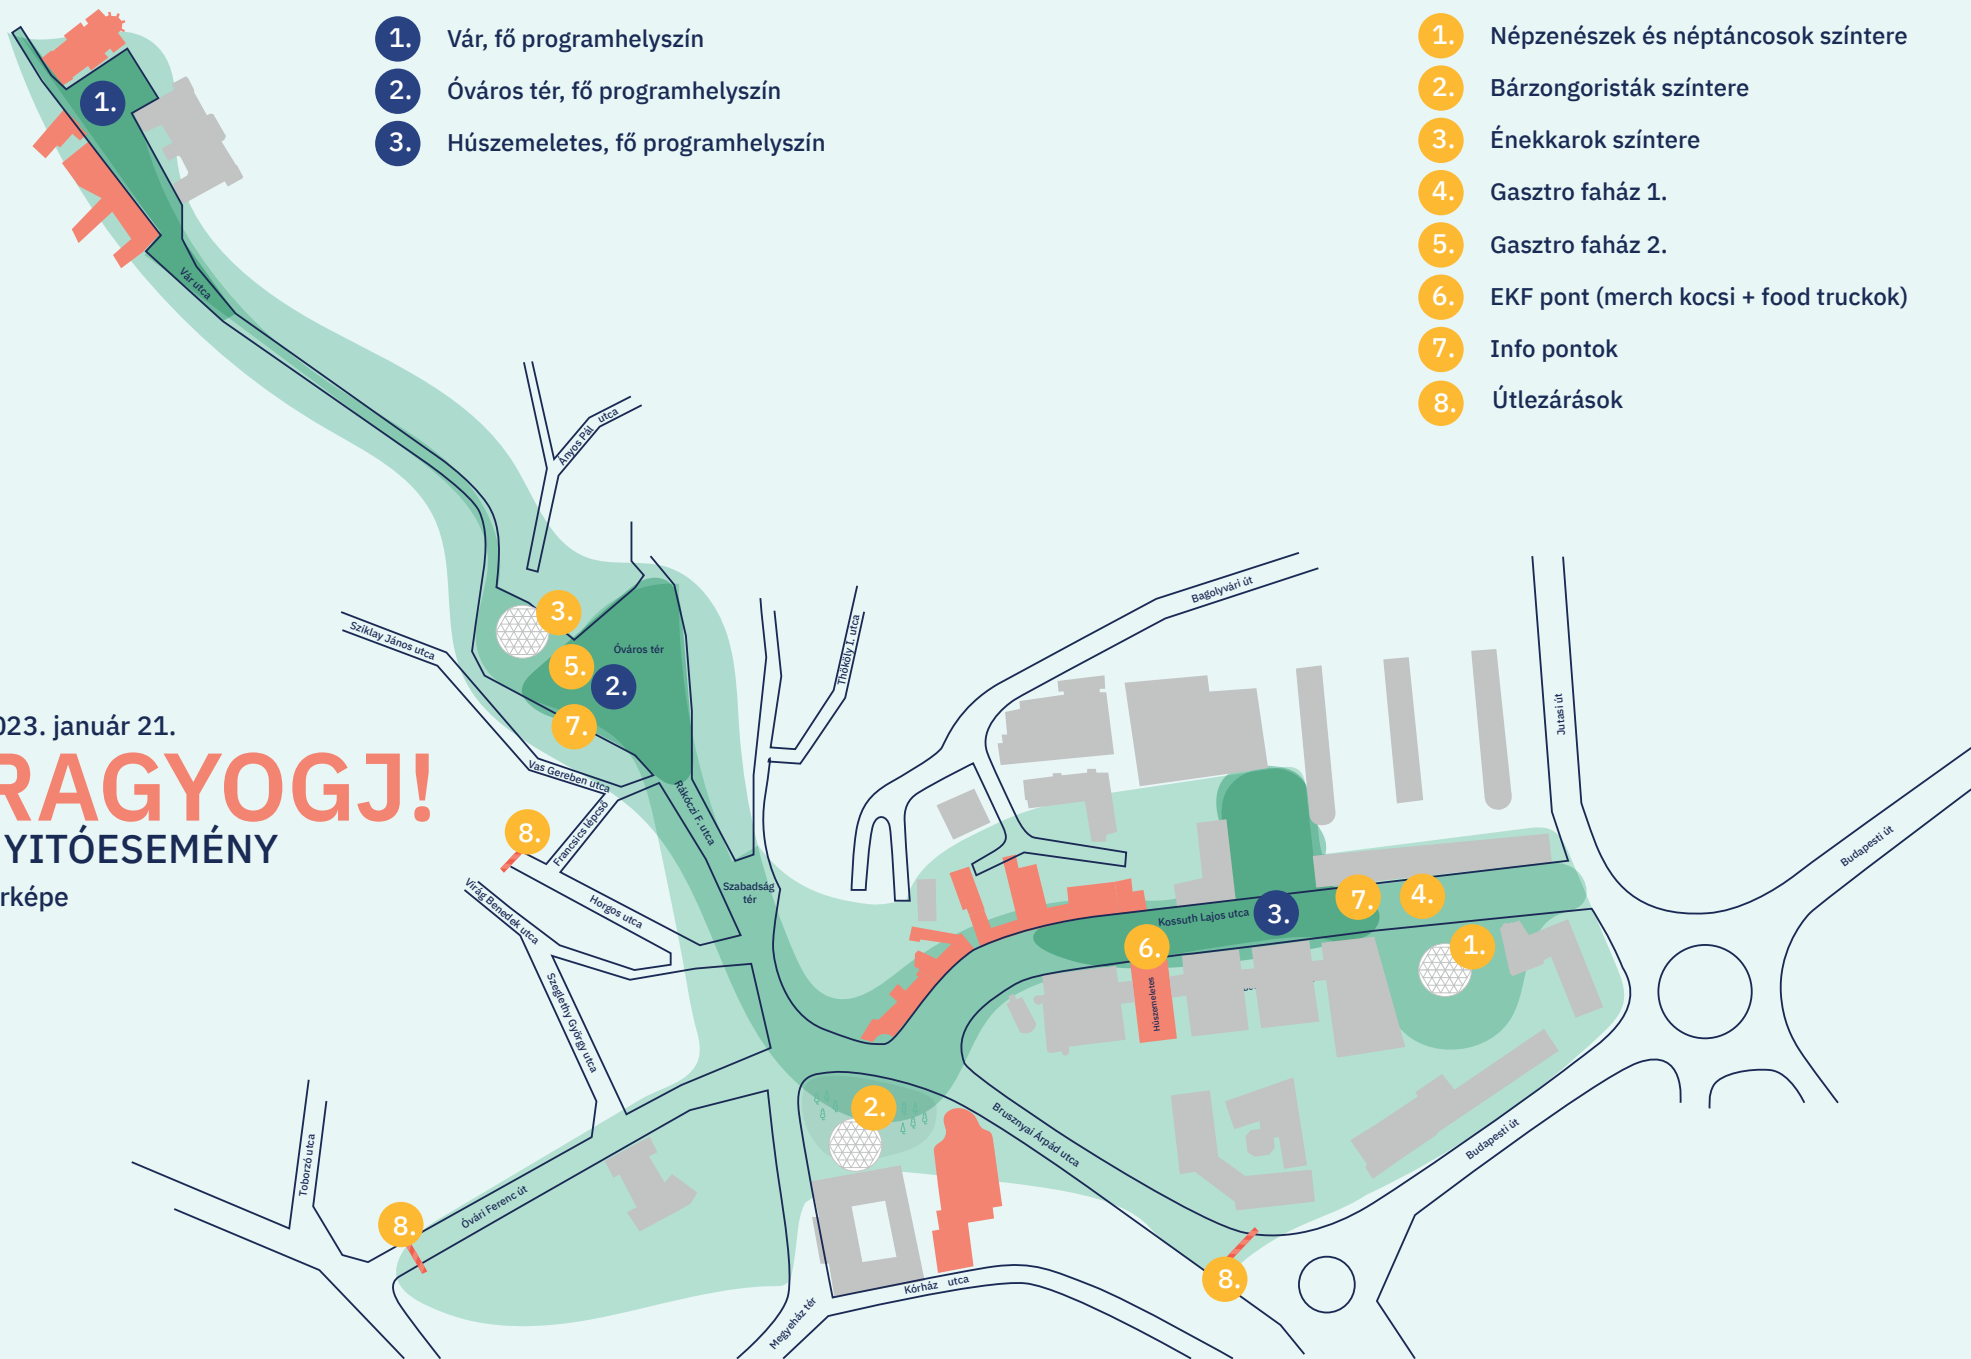 1. Vár, fő programhelyszín
2. Óváros tér, fő programhelyszín
3. Húszemeletes, fő programhelyszín
1. Népzenészek és néptáncosok színtere
2. Bárzongoristák színtere
3. Énekkarok színtere
4. Gasztro faház 1.
5. Gasztro faház 2.
6. EKF pont (merch kocsi + food truckok)
7. Info pontok
8. Útlezárások
1.
Vár utca
Ányos Pál utca
3.
Sziklay János utca
Óváros tér
5.
2.
7.
Thököly I. utca
Bagolyvári út
Jutasi út
023. január 21.
RAGYOGJ!
YITÓESEMÉNY
rképe
Vas Gereben utca
Rákóczi F. utca
8.
Francsics lépcső
Budapesti út
Szabadság
tér
Virág Benedek utca
Horgos utca
Kossuth Lajos utca
3.
7.
4.
6.
1.
Húszemeletes
Szeglethy György utca
2.
Brusznyai Árpád utca
Budapesti út
Toborzó utca
Óvári Ferenc út
8.
8.
Kórház utca
Megyeház tér